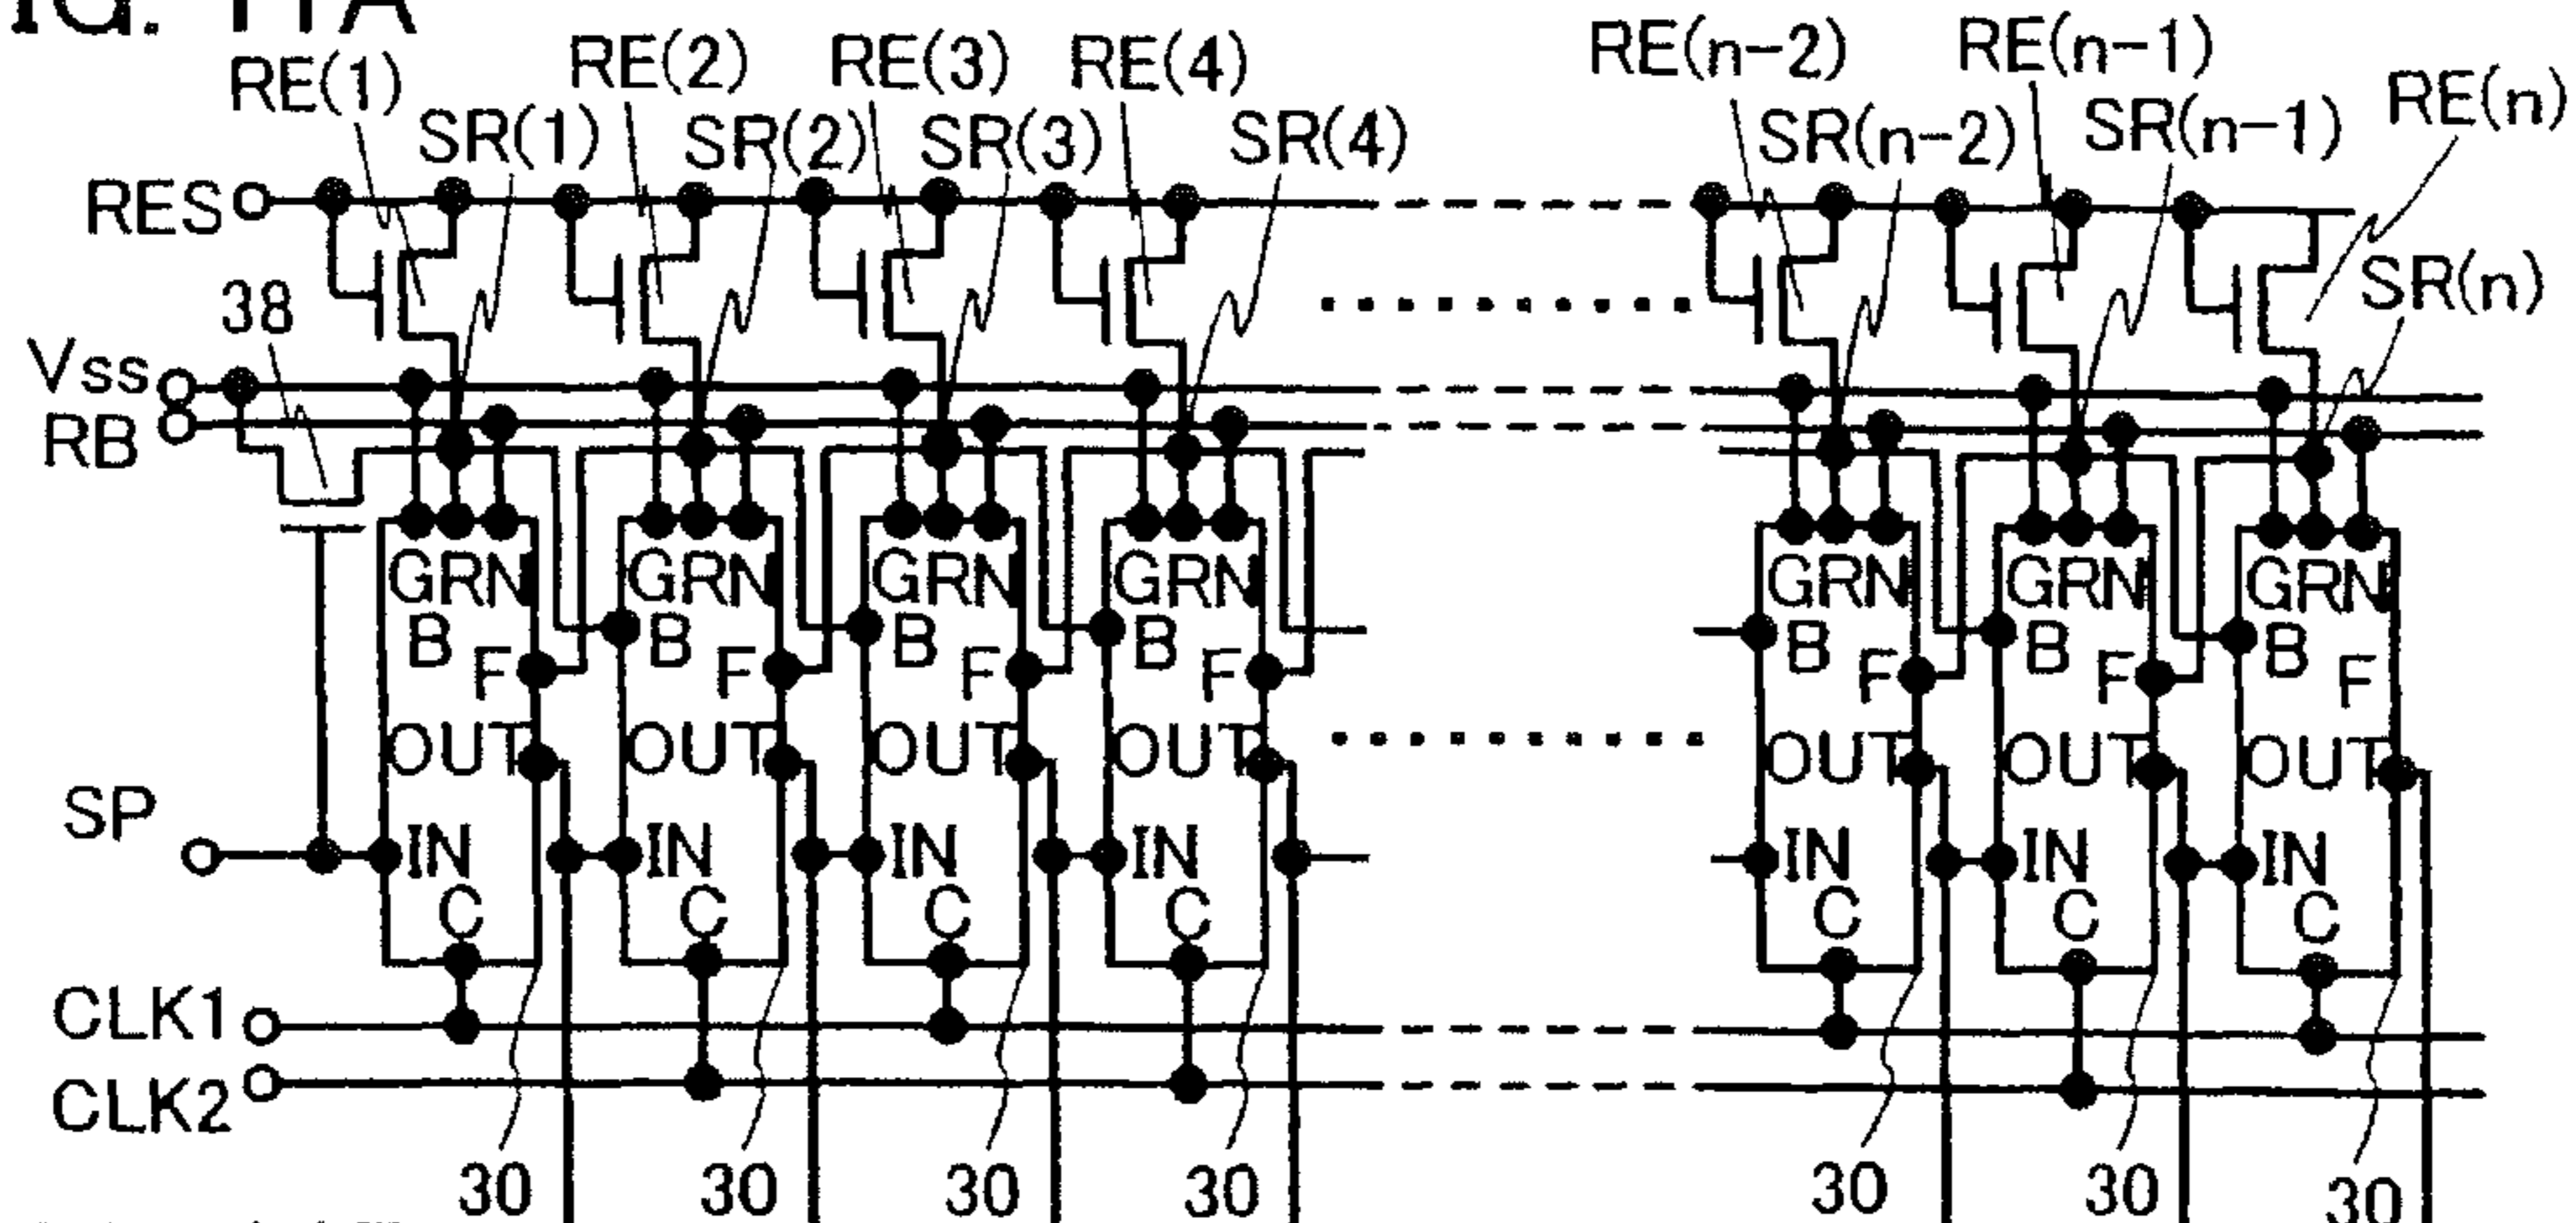 FIG. 11A
RE(1) RE(2) RE(3) RE(4) RE(n-2) RE(n-1) RE(n)
SR(1) SR(2) SR(3) SR(4) SR(n-2) SR(n-1)
RES
38 SR(n)
Vss
RB
GRN GRN GRN GRN GRN GRN GRN
B B B B B B B
F F F F F F F
OUT OUT OUT OUT OUT OUT OUT
SP
IN IN IN IN IN IN IN
C C C C C C C
CLK1
CLK2
30 30 30 30 30 30 30